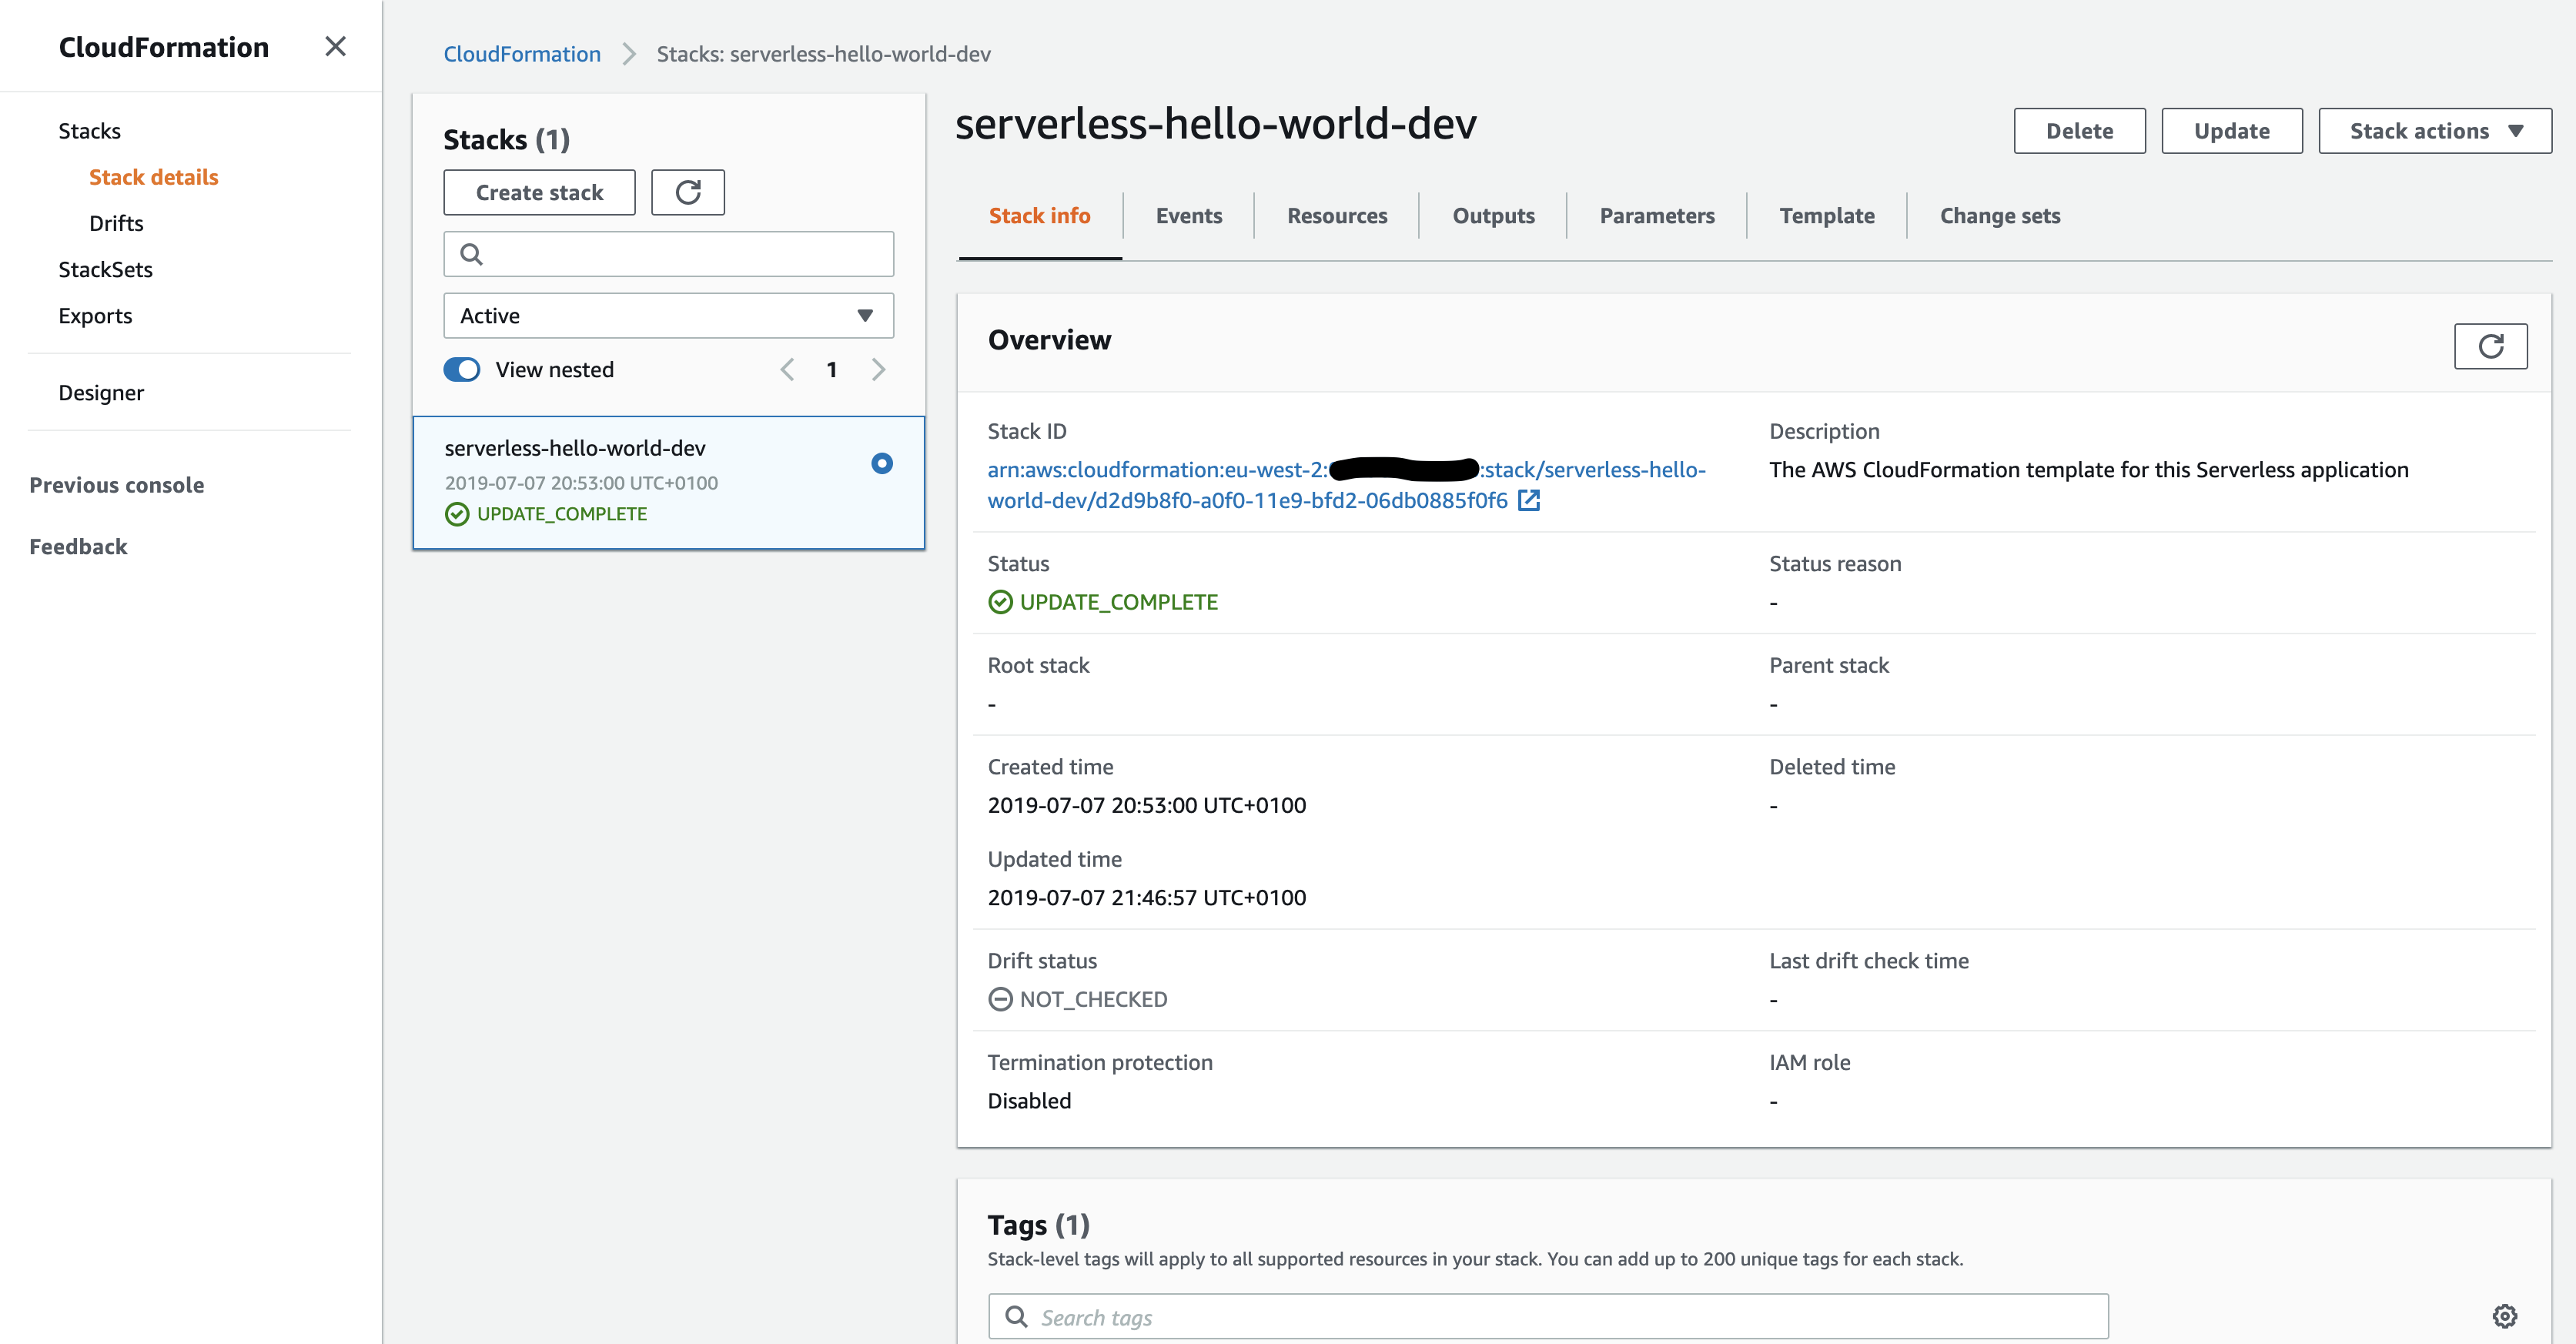 CloudFormation
Stacks
Stack details
Drifts
StackSets
Exports
Designer
Previous console
Feedback
CloudFormation > Stacks: serverless-hello-world-dev
Stacks (1)
Create stack
Active
View nested
1
serverless-hello-world-dev
2019-07-07 20:53:00 UTC+0100
UPDATE_COMPLETE
serverless-hello-world-dev
Delete
Update
Stack actions
Stack info
Events
Resources
Outputs
Parameters
Template
Change sets
Overview
Stack ID
arn:aws:cloudformation:eu-west-2: :stack/serverless-hello-
world-dev/d2d9b8f0-a0f0-11e9-bfd2-06db0885f0f6
Description
The AWS CloudFormation template for this Serverless application
Status
UPDATE_COMPLETE
Status reason
-
Root stack
-
Parent stack
-
Created time
2019-07-07 20:53:00 UTC+0100
Deleted time
-
Updated time
2019-07-07 21:46:57 UTC+0100
Drift status
NOT_CHECKED
Last drift check time
-
Termination protection
Disabled
IAM role
-
Tags (1)
Stack-level tags will apply to all supported resources in your stack. You can add up to 200 unique tags for each stack.
Search tags